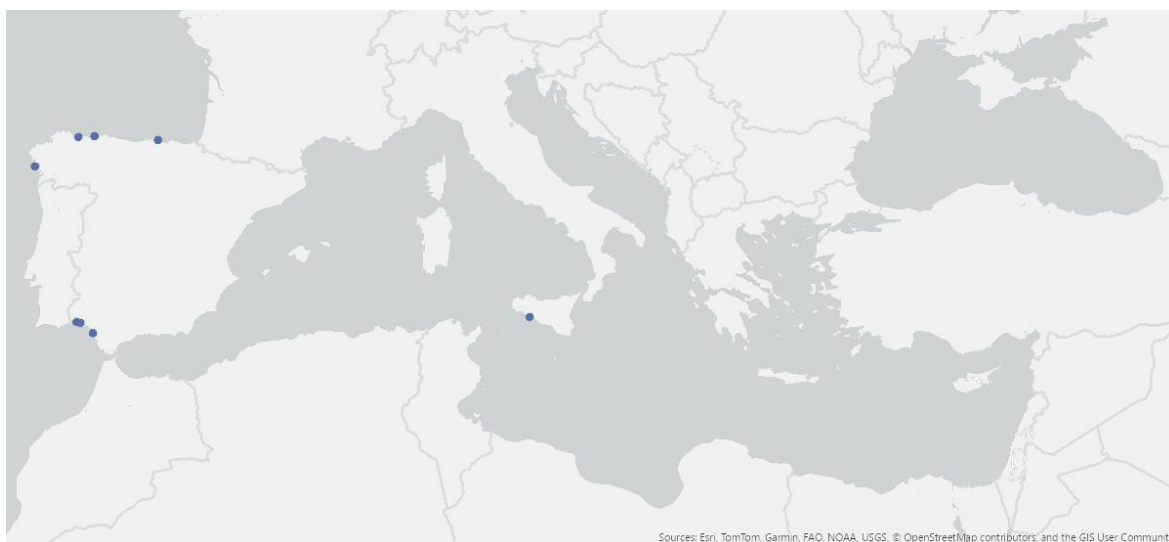 Sources: Esri, TomTom, Garmin, FAO, NOAA, USGS, © OpenStreetMap contributors, and the GIS User Communit